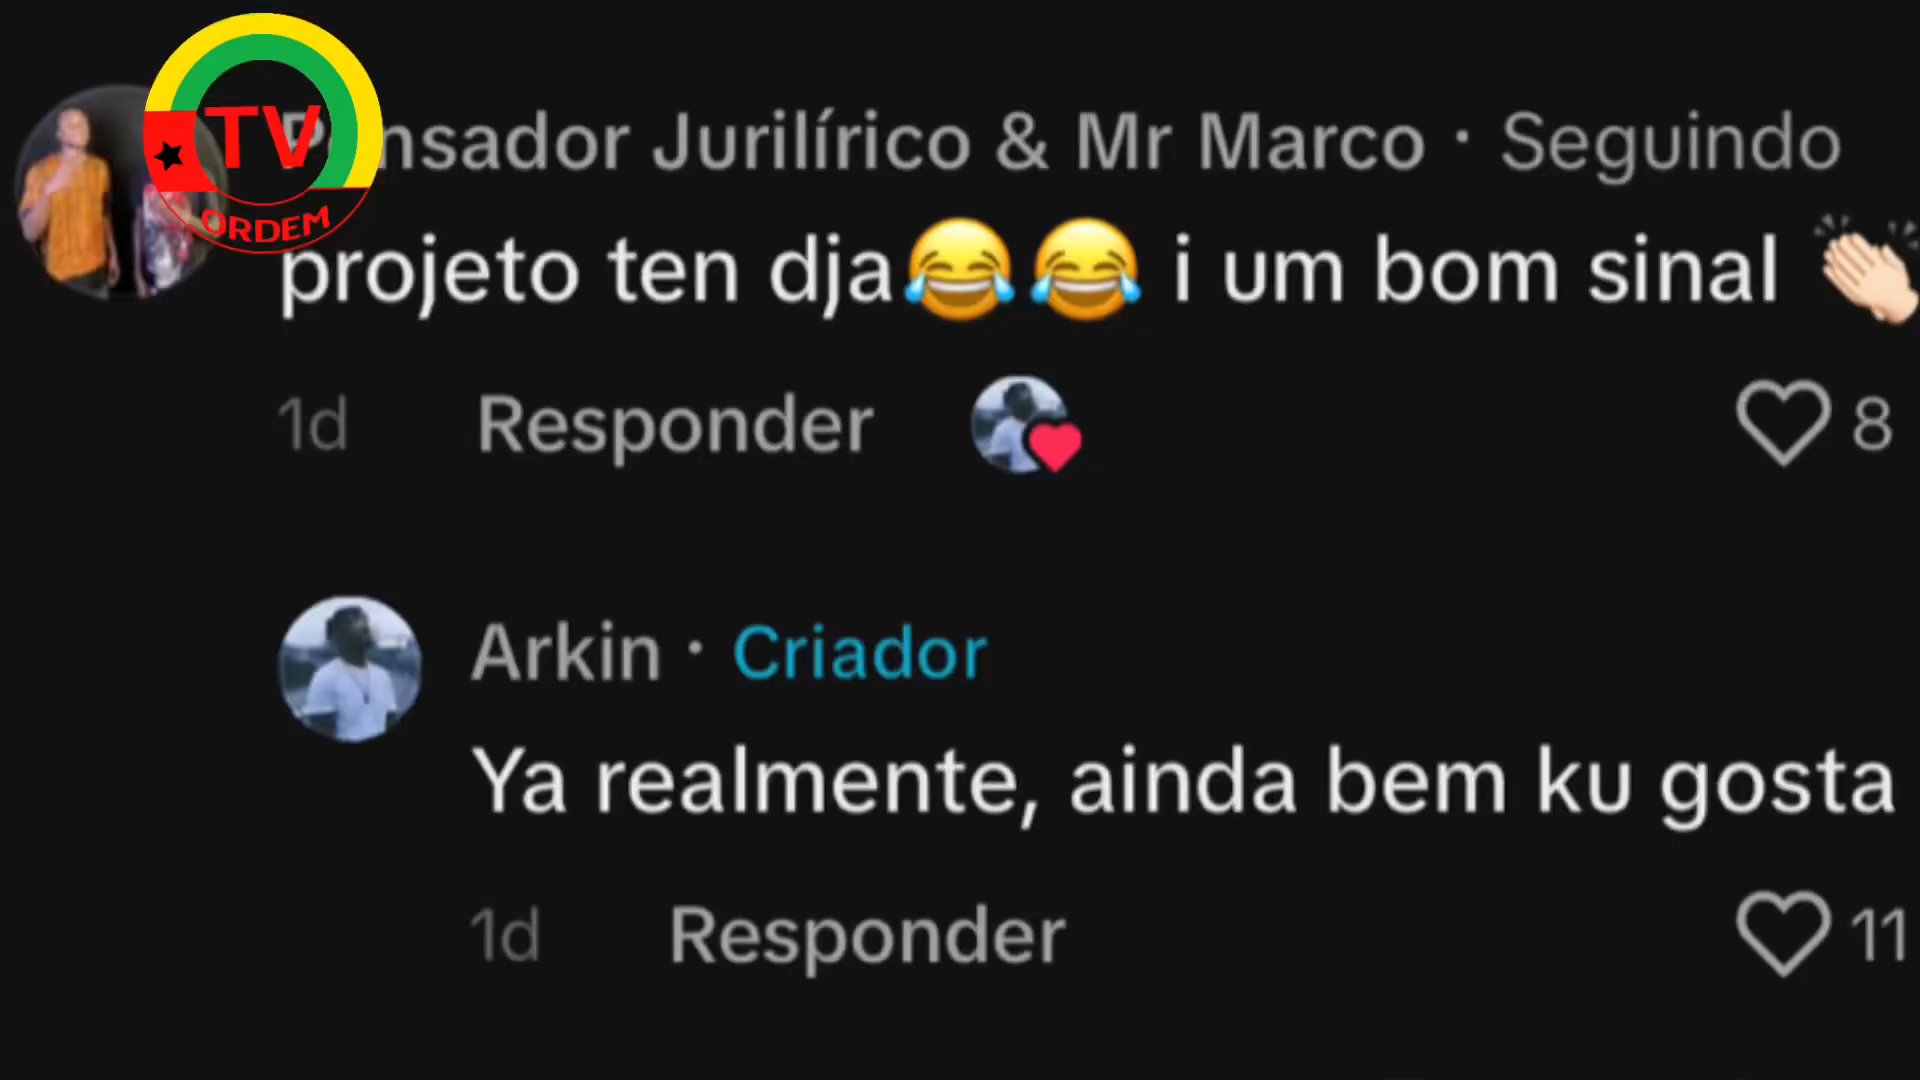 TV
ORDEM
Pensador Jurilírico & Mr Marco · Seguindo
projeto ten dja😂😂 i um bom sinal 👏🏻
1d Responder 8
Arkin · Criador
Ya realmente, ainda bem ku gosta
1d Responder 11